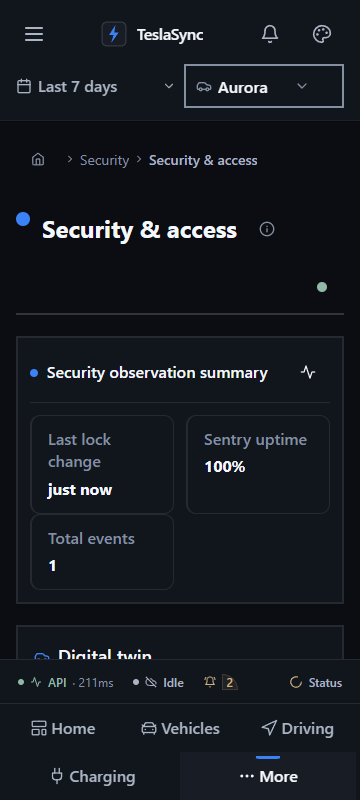 TeslaSync
Last 7 days
Aurora
Security
Security & access
Security & access
Security observation summary
Last lock
change
just now
Sentry uptime
100%
Total events
1
Digital twin
API · 211ms
Idle
2
Status
Home
Vehicles
Driving
Charging
More